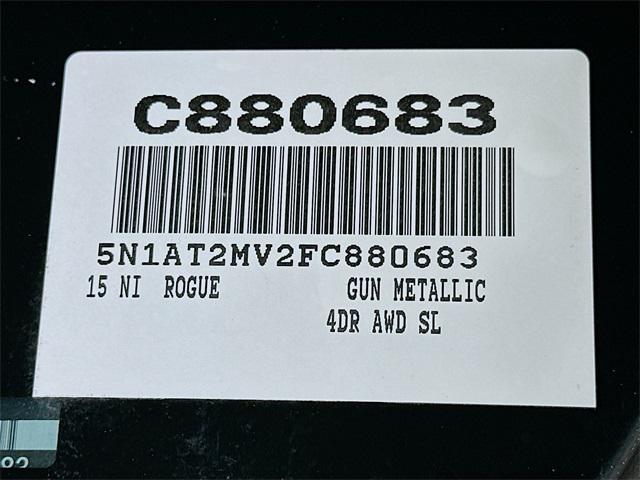 C880683
5N1AT2MV2FC880683
15 NI ROGUE GUN METALLIC
4DR AWD SL